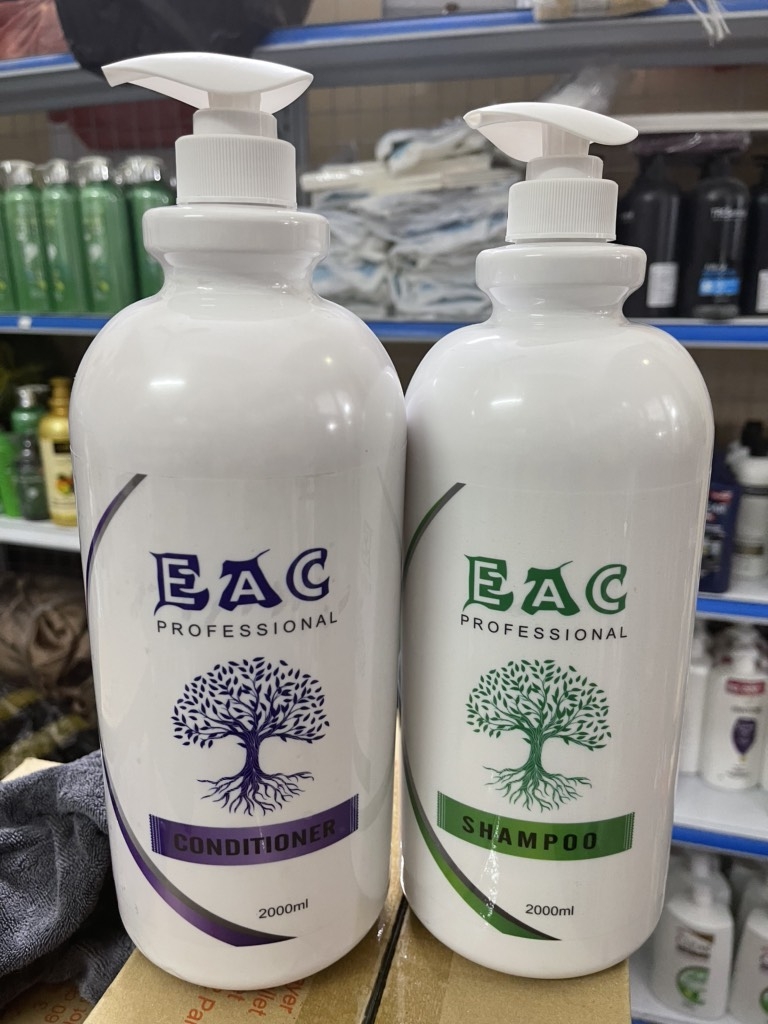 EAC
PROFESSIONAL
CONDITIONER
2000ml
EAC
PROFESSIONAL
SHAMPOO
2000ml